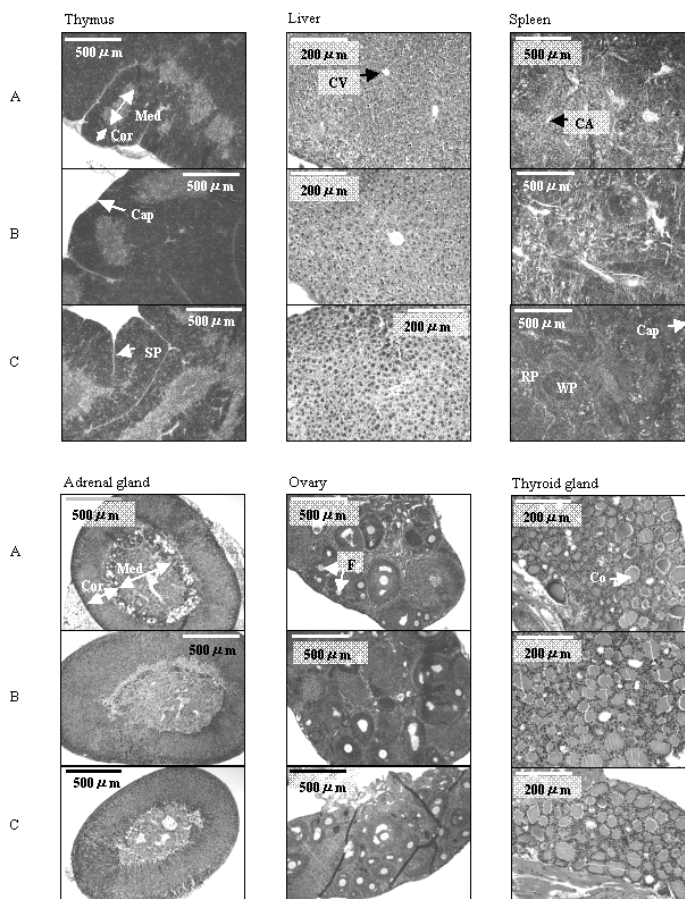 Thymus Liver Spleen
A
500 μm
Med
Cor
200 μm
CV
500 μm
CA
B
500 μm
Cap
200 μm
500 μm
C
500 μm
SP
200 μm
500 μm
Cap
RP
WP
Adrenal gland Ovary Thyroid gland
A
500 μm
Med
Cor
500 μm
F
200 μm
Co
B
500 μm
500 μm
200 μm
C
500 μm
500 μm
200 μm